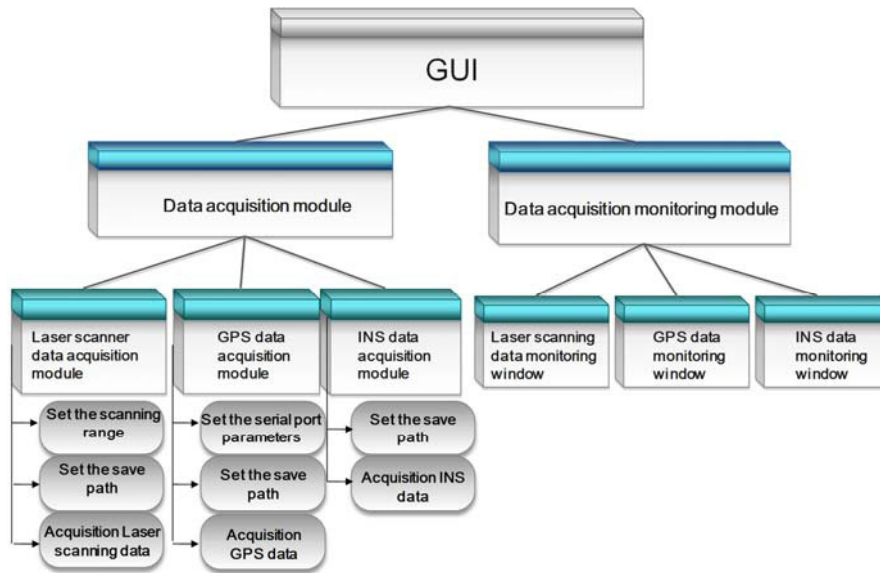 GUI
Data acquisition module
Data acquisition monitoring module
Laser scanner
data acquisition
module
GPS data
acquisition
module
INS data
acquisition
module
Laser scanning
data monitoring
window
GPS data
monitoring
window
INS data
monitoring
window
Set the scanning
range
Set the save
path
Acquisition Laser
scanning data
Set the serial port
parameters
Set the save
path
Acquisition
GPS data
Set the save
path
Acquisition INS
data